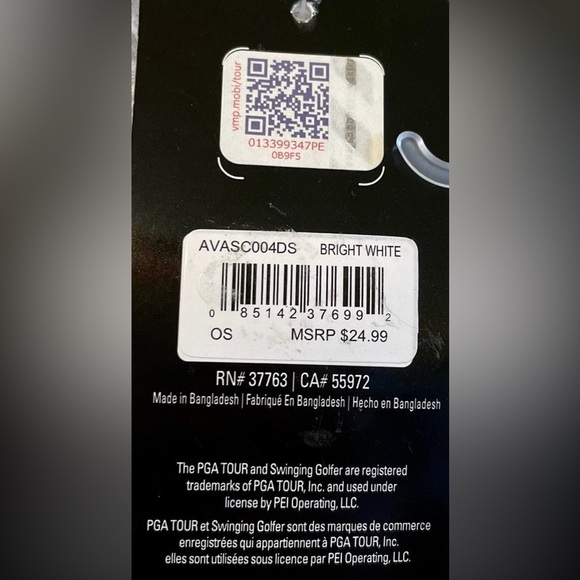 vmp.mobi/tour
013399347PE
0B9F5
AVASC004DS BRIGHT WHITE
0 85142 37699 2
OS MSRP $24.99
RN# 37763 | CA# 55972
Made in Bangladesh | Fabriqué En Bangladesh | Hecho en Bangladesh
The PGA TOUR and Swinging Golfer are registered
trademarks of PGA TOUR, Inc. and used under
license by PEI Operating, LLC.
PGA TOUR et Swinging Golfer sont des marques de commerce
enregistrées qui appartiennent à PGA TOUR, Inc.
elles sont utilisées sous licence par PEI Operating, LLC.